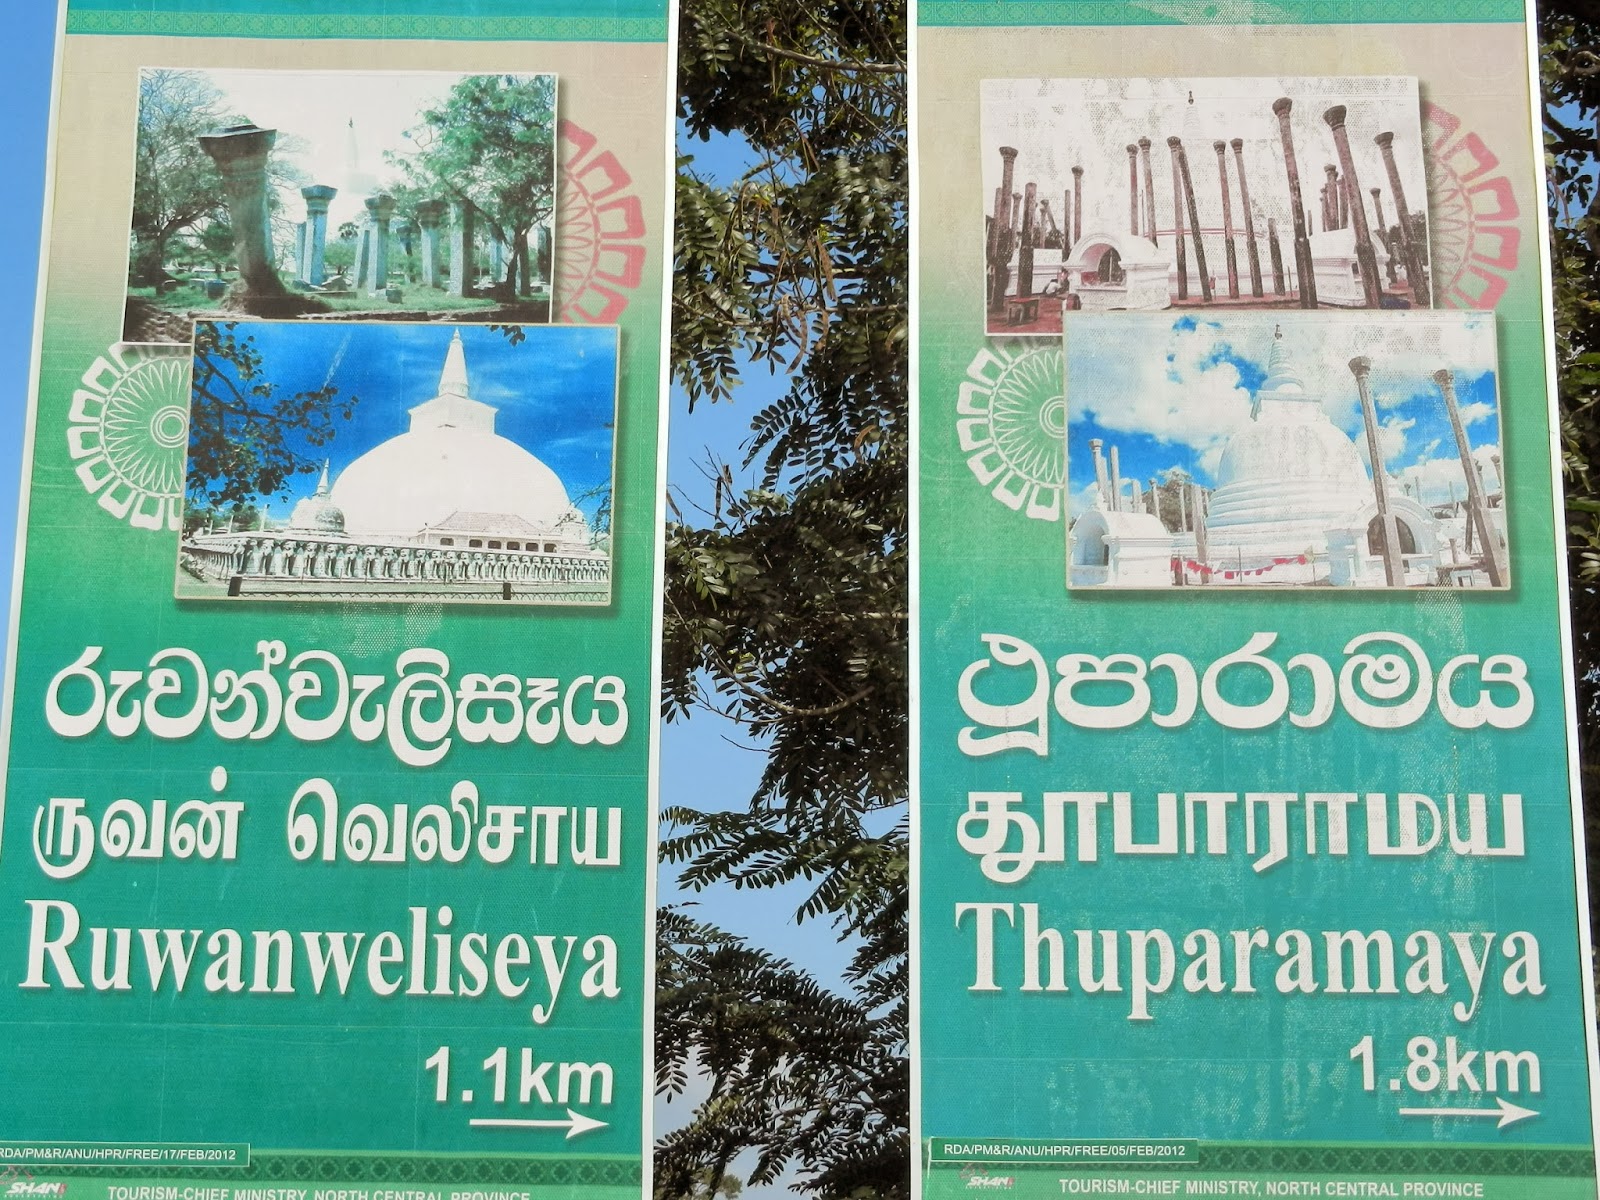 රුවන්වැලිසෑය
ருவன் வெலிசாய
Ruwanweliseya
1.1km
RDA/PM&R/ANU/HPR/FREE/17/FEB/2012
TOURISM-CHIEF MINISTRY, NORTH CENTRAL PROVINCE
ථූපාරාමය
தூபாராமய
Thuparamaya
1.8km
RDA/PM&R/ANU/HPR/FREE/05/FEB/2012
SHAN
TOURISM-CHIEF MINISTRY, NORTH CENTRAL PROVINCE